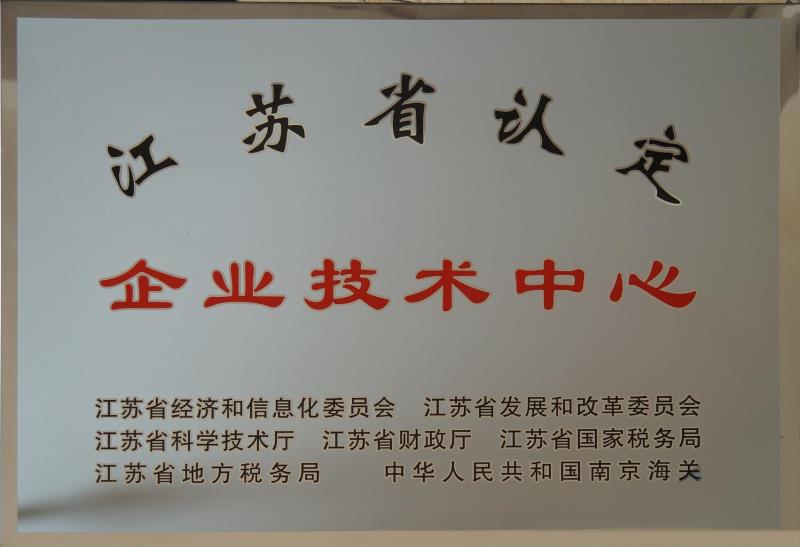 江苏省认定
企业技术中心
江苏省经济和信息化委员会 江苏省发展和改革委员会
江苏省科学技术厅 江苏省财政厅 江苏省国家税务局
江苏省地方税务局 中华人民共和国南京海关